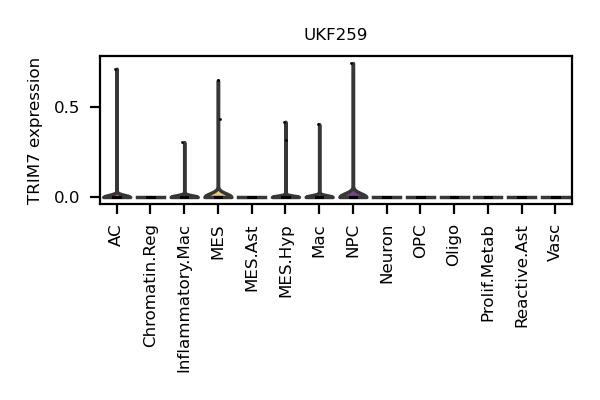 UKF259
TRIM7 expression
0.5
0.0
AC
Chromatin.Reg
Inflammatory.Mac
MES
MES.Ast
MES.Hyp
Mac
NPC
Neuron
OPC
Oligo
Prolif.Metab
Reactive.Ast
Vasc